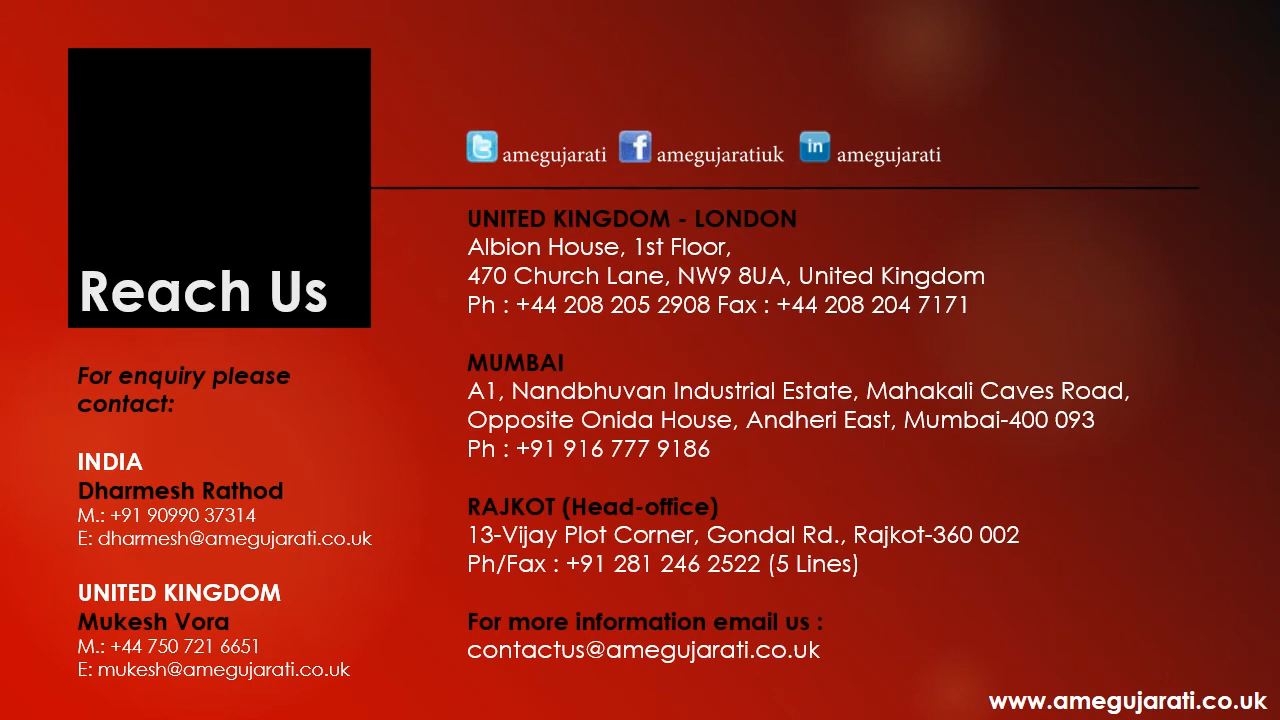 Reach Us
For enquiry please
contact:
INDIA
Dharmesh Rathod
M.: +91 90990 37314
E: dharmesh@amegujarati.co.uk
UNITED KINGDOM
Mukesh Vora
M.: +44 750 721 6651
E: mukesh@amegujarati.co.uk
amegujarati amegujaratiuk amegujarati
UNITED KINGDOM - LONDON
Albion House, 1st Floor,
470 Church Lane, NW9 8UA, United Kingdom
Ph : +44 208 205 2908 Fax : +44 208 204 7171
MUMBAI
A1, Nandbhuvan Industrial Estate, Mahakali Caves Road,
Opposite Onida House, Andheri East, Mumbai-400 093
Ph : +91 916 777 9186
RAJKOT (Head-office)
13-Vijay Plot Corner, Gondal Rd., Rajkot-360 002
Ph/Fax : +91 281 246 2522 (5 Lines)
For more information email us :
contactus@amegujarati.co.uk
www.amegujarati.co.uk